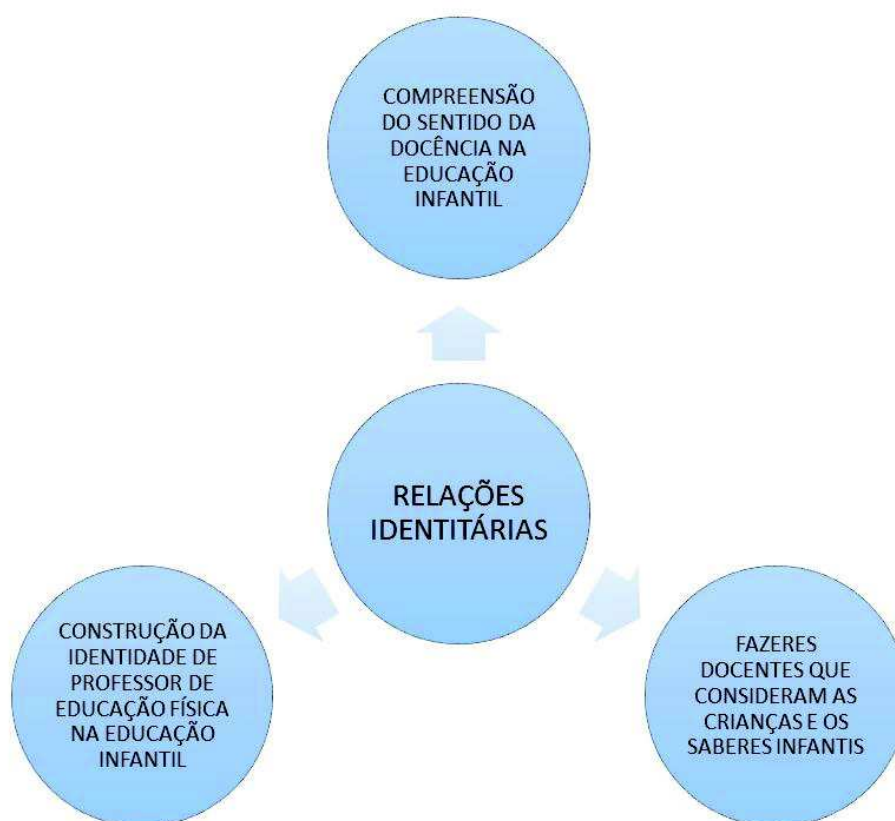 COMPREENSÃO
DO SENTIDO DA
DOCÊNCIA NA
EDUCAÇÃO
INFANTIL
RELAÇÕES
IDENTITÁRIAS
CONSTRUÇÃO DA
IDENTIDADE DE
PROFESSOR DE
EDUCAÇÃO FÍSICA
NA EDUCAÇÃO
INFANTIL
FAZERES
DOCENTES QUE
CONSIDERAM AS
CRIANÇAS E OS
SABERES INFANTIS